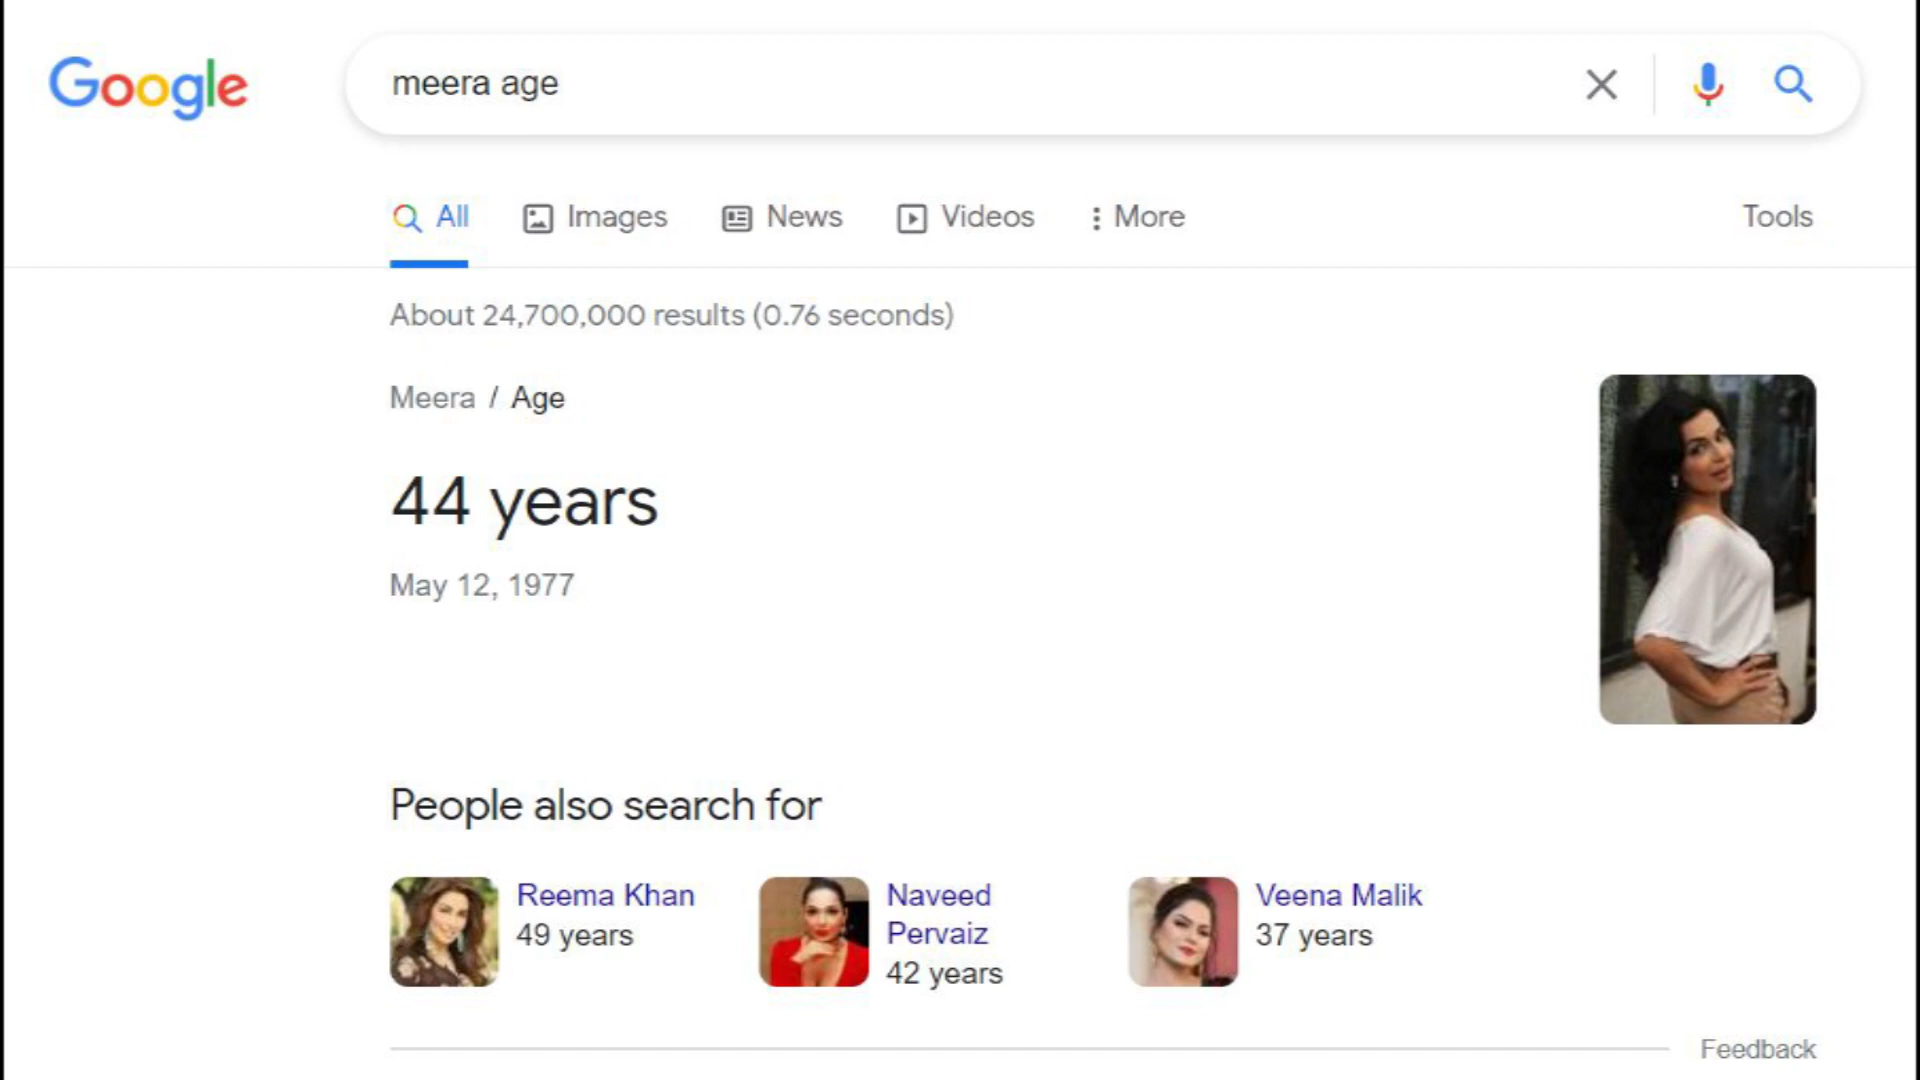 Google
meera age
All Images News Videos More Tools
About 24,700,000 results (0.76 seconds)
Meera / Age
44 years
May 12, 1977
People also search for
Reema Khan
49 years
Naveed
Pervaiz
42 years
Veena Malik
37 years
Feedback